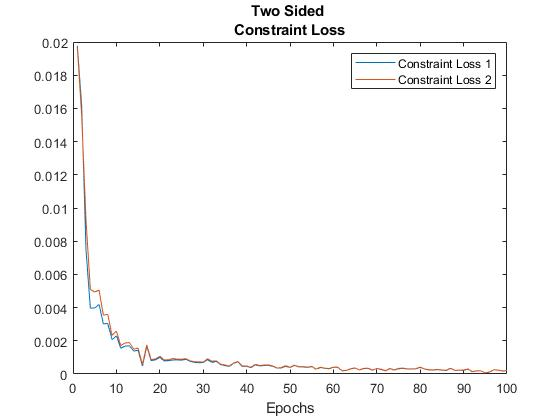 Two Sided
Constraint Loss
Constraint Loss 1
Constraint Loss 2
0.02
0.018
0.016
0.014
0.012
0.01
0.008
0.006
0.004
0.002
0
0 10 20 30 40 50 60 70 80 90 100
Epochs